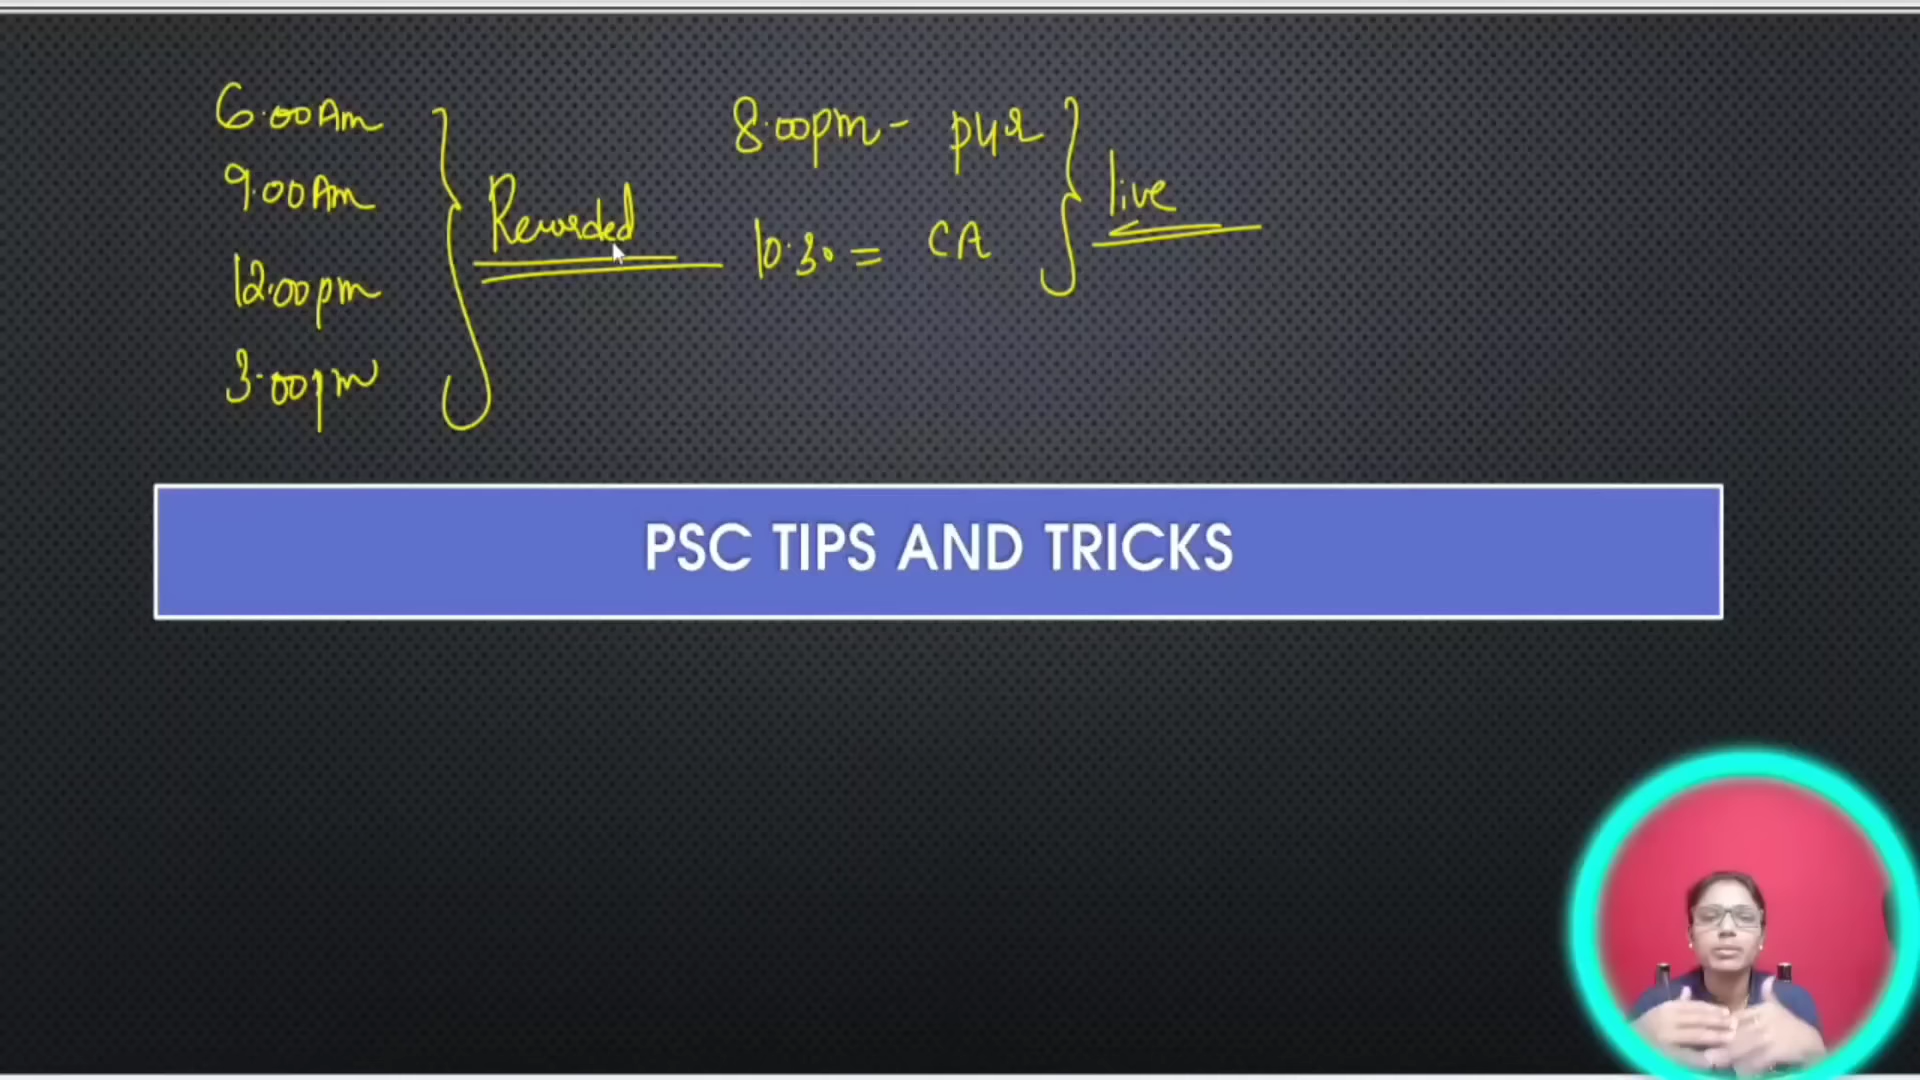 6.00Am
9.00Am
12.00pm
3.00pm
Recorded
8.00pm - PYQ
10.30 = CA
live
PSC TIPS AND TRICKS